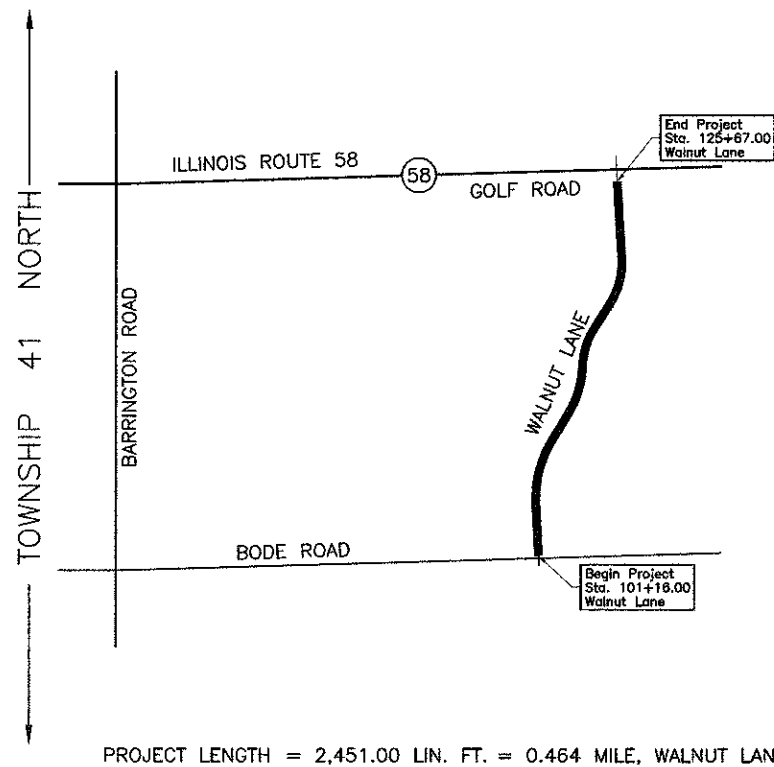 End Project
Sta. 125+67.00
Walnut Lane
ILLINOIS ROUTE 58
58
GOLF ROAD
TOWNSHIP 41 NORTH
BARRINGTON ROAD
WALNUT LANE
BODE ROAD
Begin Project
Sta. 101+16.00
Walnut Lane
PROJECT LENGTH = 2,451.00 LIN. FT. = 0.464 MILE, WALNUT LAN